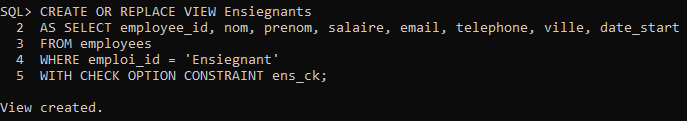 SQL> CREATE OR REPLACE VIEW Ensiegnants
2 AS SELECT employee_id, nom, prenom, salaire, email, telephone, ville, date_start
3 FROM employees
4 WHERE emploi_id = 'Ensiegnant'
5 WITH CHECK OPTION CONSTRAINT ens_ck;
View created.